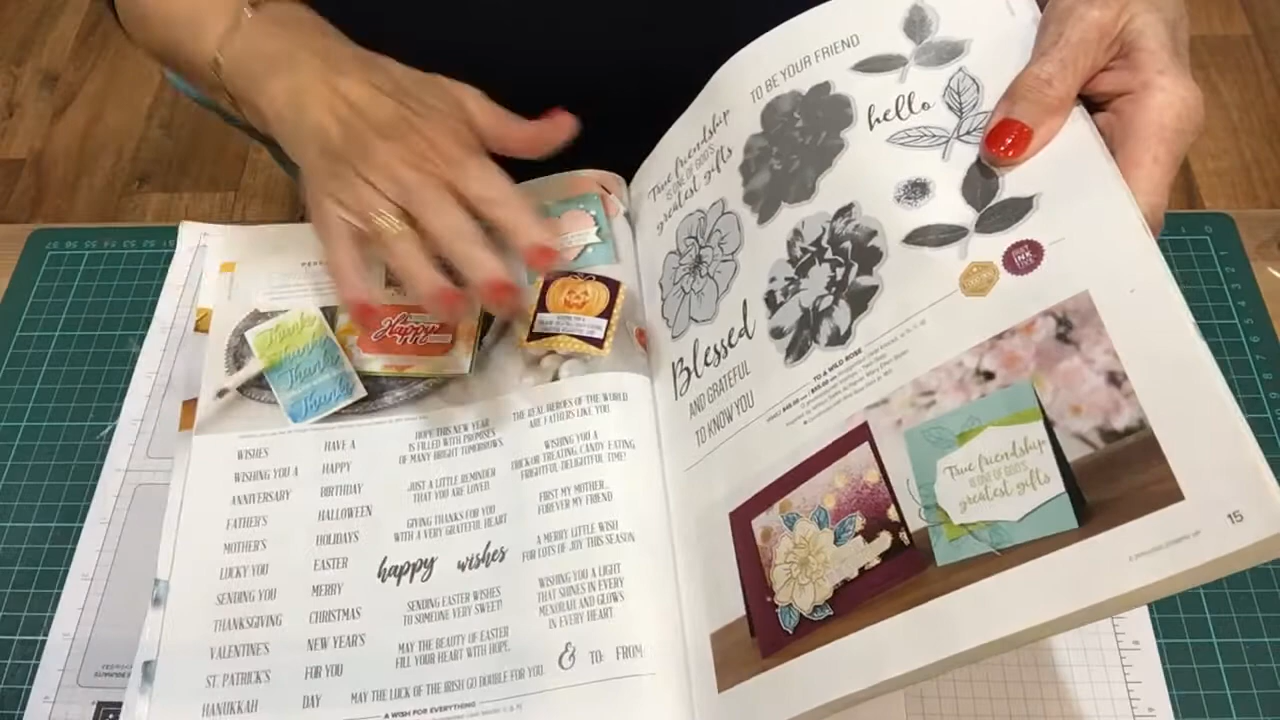 Thanks
Thanks
Thanks
Thanks
Happy
WISHES
WISHING YOU A
ANNIVERSARY
FATHER'S
MOTHER'S
LUCKY YOU
SENDING YOU
THANKSGIVING
VALENTINE'S
ST. PATRICK'S
HANUKKAH
HAVE A
HAPPY
BIRTHDAY
HALLOWEEN
HOLIDAYS
EASTER
MERRY
CHRISTMAS
NEW YEAR'S
FOR YOU
DAY
HOPE THIS NEW YEAR
IS FILLED WITH PROMISES
OF MANY BRIGHT TOMORROWS.
JUST A LITTLE REMINDER
THAT YOU ARE LOVED.
GIVING THANKS FOR YOU
WITH A VERY GRATEFUL HEART
happy wishes
SENDING EASTER WISHES
TO SOMEONE VERY SWEET!
MAY THE BEAUTY OF EASTER
FILL YOUR HEART WITH HOPE.
MAY THE LUCK OF THE IRISH GO DOUBLE FOR YOU.
THE REAL HEROES OF THE WORLD
ARE FATHERS LIKE YOU.
WISHING YOU A
TRICK OR TREATING, CANDY EATING
FRIGHTFUL DELIGHTFUL TIME!
FIRST MY MOTHER...
FOREVER MY FRIEND
A MERRY LITTLE WISH
FOR LOTS OF JOY THIS SEASON
WISHING YOU A LIGHT
THAT SHINES IN EVERY
MENORAH AND GLOWS
IN EVERY HEART.
& TO: FROM:
A WISH FOR EVERYTHING
TO BE YOUR FRIEND
True friendship
IS ONE OF GOD'S
greatest gifts
hello
Blessed
AND GRATEFUL
TO KNOW YOU
TO A WILD ROSE
True friendship
IS ONE OF GOD'S
greatest gifts
15